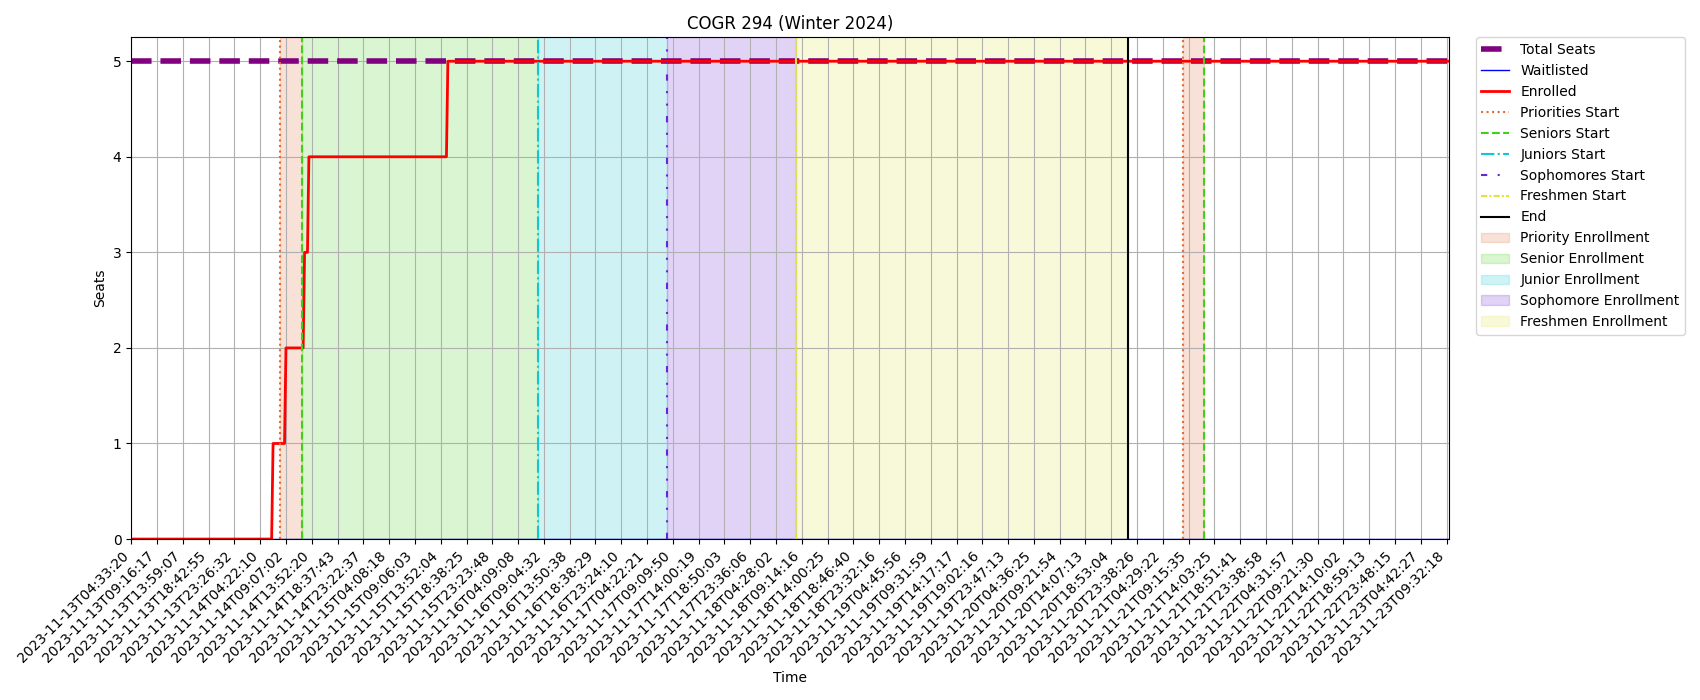 COGR 294 (Winter 2024)
Seats
5
4
3
2
1
0
2023-11-13T04:33:20
2023-11-13T09:16:17
2023-11-13T13:59:07
2023-11-13T18:42:55
2023-11-13T23:26:32
2023-11-14T04:22:10
2023-11-14T09:07:02
2023-11-14T13:52:20
2023-11-14T18:37:43
2023-11-14T23:22:37
2023-11-15T04:08:18
2023-11-15T09:06:03
2023-11-15T13:52:04
2023-11-15T18:38:25
2023-11-15T23:23:48
2023-11-16T04:09:08
2023-11-16T09:04:32
2023-11-16T13:50:38
2023-11-16T18:38:29
2023-11-16T23:24:10
2023-11-17T04:22:21
2023-11-17T09:09:50
2023-11-17T14:00:19
2023-11-17T18:50:03
2023-11-17T23:36:06
2023-11-18T04:28:02
2023-11-18T09:14:16
2023-11-18T14:00:25
2023-11-18T18:46:40
2023-11-18T23:32:16
2023-11-19T04:45:56
2023-11-19T09:31:59
2023-11-19T14:17:17
2023-11-19T19:02:16
2023-11-19T23:47:13
2023-11-20T04:36:25
2023-11-20T09:21:54
2023-11-20T14:07:13
2023-11-20T18:53:04
2023-11-20T23:38:26
2023-11-21T04:29:22
2023-11-21T09:15:35
2023-11-21T14:03:25
2023-11-21T18:51:41
2023-11-21T23:38:58
2023-11-22T04:31:57
2023-11-22T09:21:30
2023-11-22T14:10:02
2023-11-22T18:59:13
2023-11-22T23:48:15
2023-11-23T04:42:27
2023-11-23T09:32:18
Time
Total Seats
Waitlisted
Enrolled
Priorities Start
Seniors Start
Juniors Start
Sophomores Start
Freshmen Start
End
Priority Enrollment
Senior Enrollment
Junior Enrollment
Sophomore Enrollment
Freshmen Enrollment